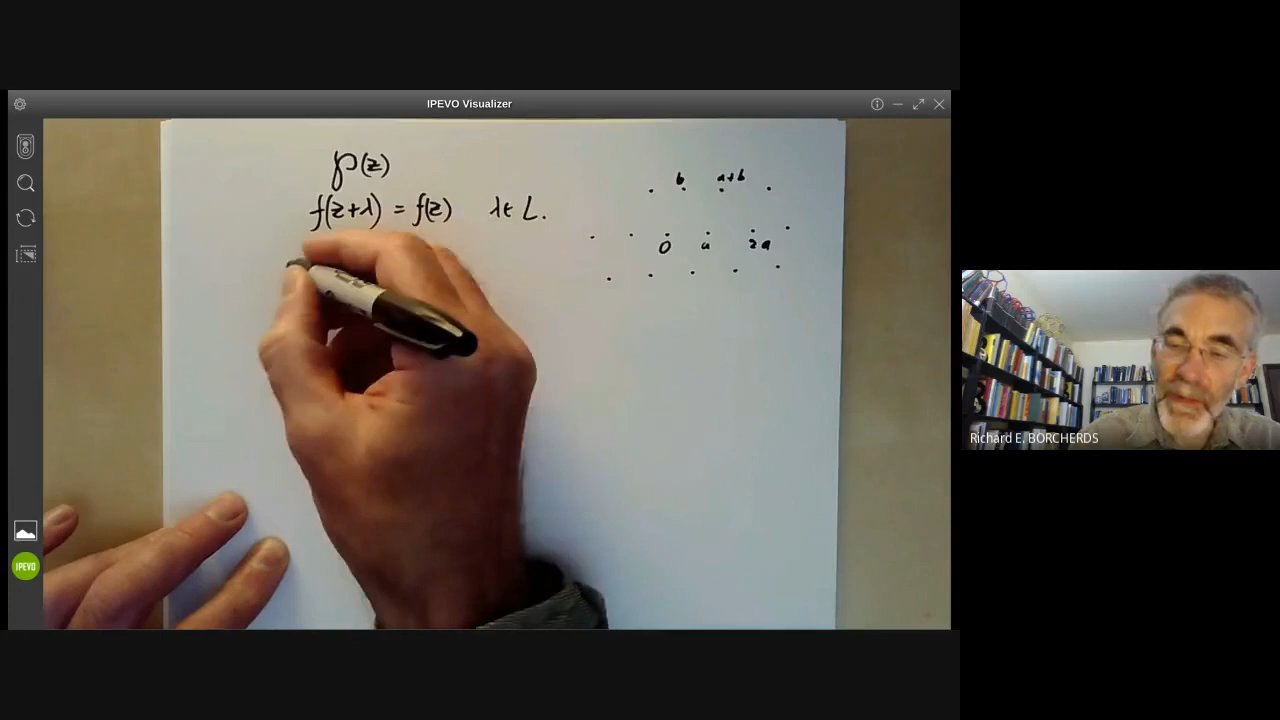 IPEVO Visualizer
℘(z)
f(z+λ) = f(z) λ∈ L.
b a+b
0 a 2a
IPEVO
Richard E. BORCHERDS